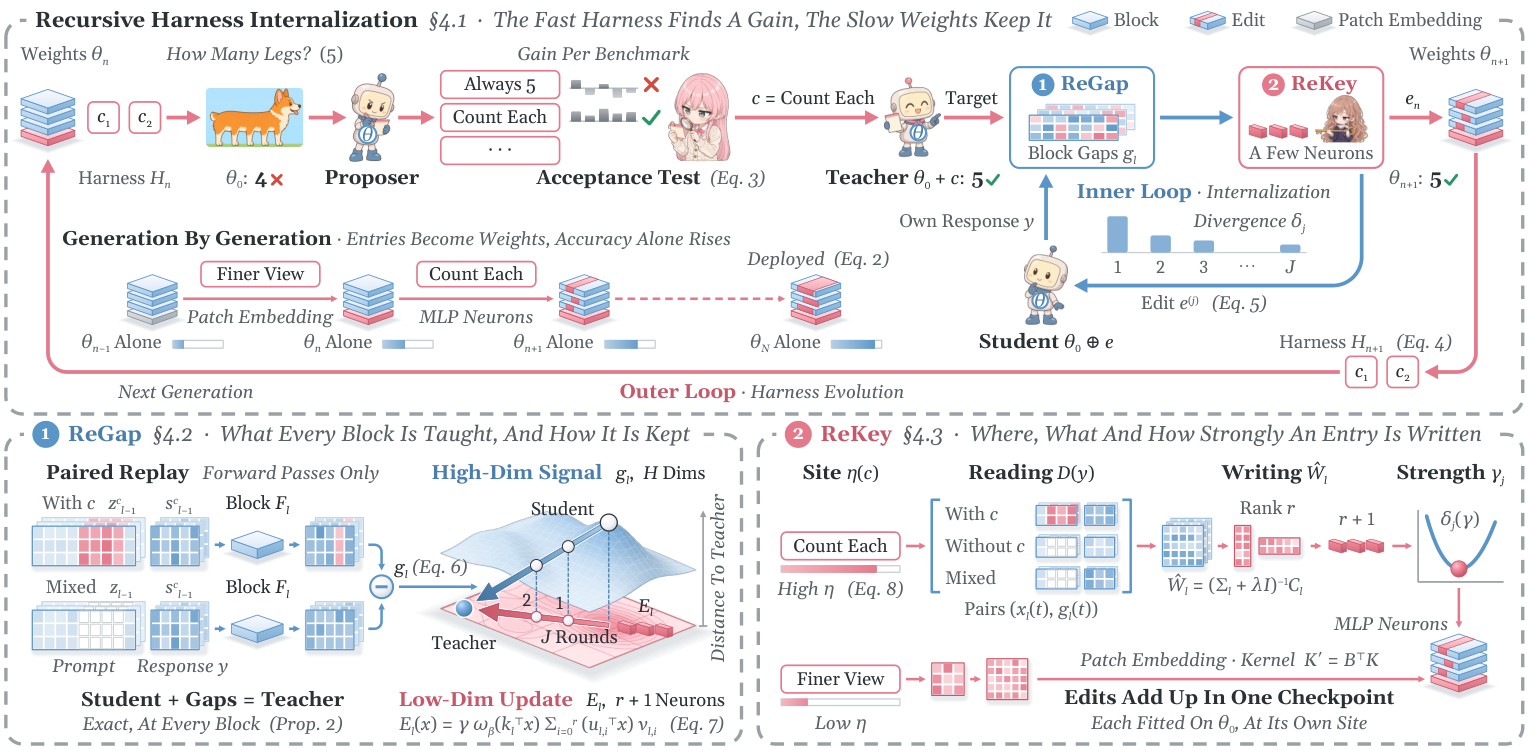 Recursive Harness Internalization §4.1 · The Fast Harness Finds A Gain, The Slow Weights Keep It
Block Edit Patch Embedding
Weights θn
How Many Legs? (5)
Gain Per Benchmark
Weights θn+1
c1 c2
Always 5
Count Each
· · ·
c = Count Each
Target
1 ReGap
Block Gaps gl
2 ReKey
A Few Neurons
en
Harness Hn
θ0: 4
Proposer
Acceptance Test (Eq. 3)
Teacher θ0 + c: 5
θn+1: 5
Inner Loop · Internalization
Own Response y
Divergence δj
1 2 3 ··· J
Edit e(j) (Eq. 5)
Student θ0 ⊕ e
Generation By Generation · Entries Become Weights, Accuracy Alone Rises
Finer View
Count Each
Deployed (Eq. 2)
Patch Embedding
MLP Neurons
θn−1 Alone
θn Alone
θn+1 Alone
θN Alone
Harness Hn+1 (Eq. 4)
c1 c2
Next Generation
Outer Loop · Harness Evolution
1 ReGap §4.2 · What Every Block Is Taught, And How It Is Kept
Paired Replay Forward Passes Only
With c zcl−1 scl−1 Block Fl
Mixed zl−1 scl−1 Block Fl
Prompt Response y
−
gl (Eq. 6)
Student + Gaps = Teacher
Exact, At Every Block (Prop. 2)
High-Dim Signal gl, H Dims
Student
2 1
El
J Rounds
Teacher
Distance To Teacher
Low-Dim Update El, r + 1 Neurons
El(x) = γ ωβ(kl⊤x) Σi=0r (ul,i⊤x) vl,i (Eq. 7)
2 ReKey §4.3 · Where, What And How Strongly An Entry Is Written
Site η(c)
Reading D(y)
Writing Ŵl
Strength γj
Count Each
High η (Eq. 8)
With c
Without c
Mixed
Pairs (xl(t), gl(t))
Rank r
r + 1
Ŵl = (Σl + λI)−1Cl
δj(γ)
MLP Neurons
Finer View
Low η
Patch Embedding · Kernel K′ = B⊤K
Edits Add Up In One Checkpoint
Each Fitted On θ0, At Its Own Site